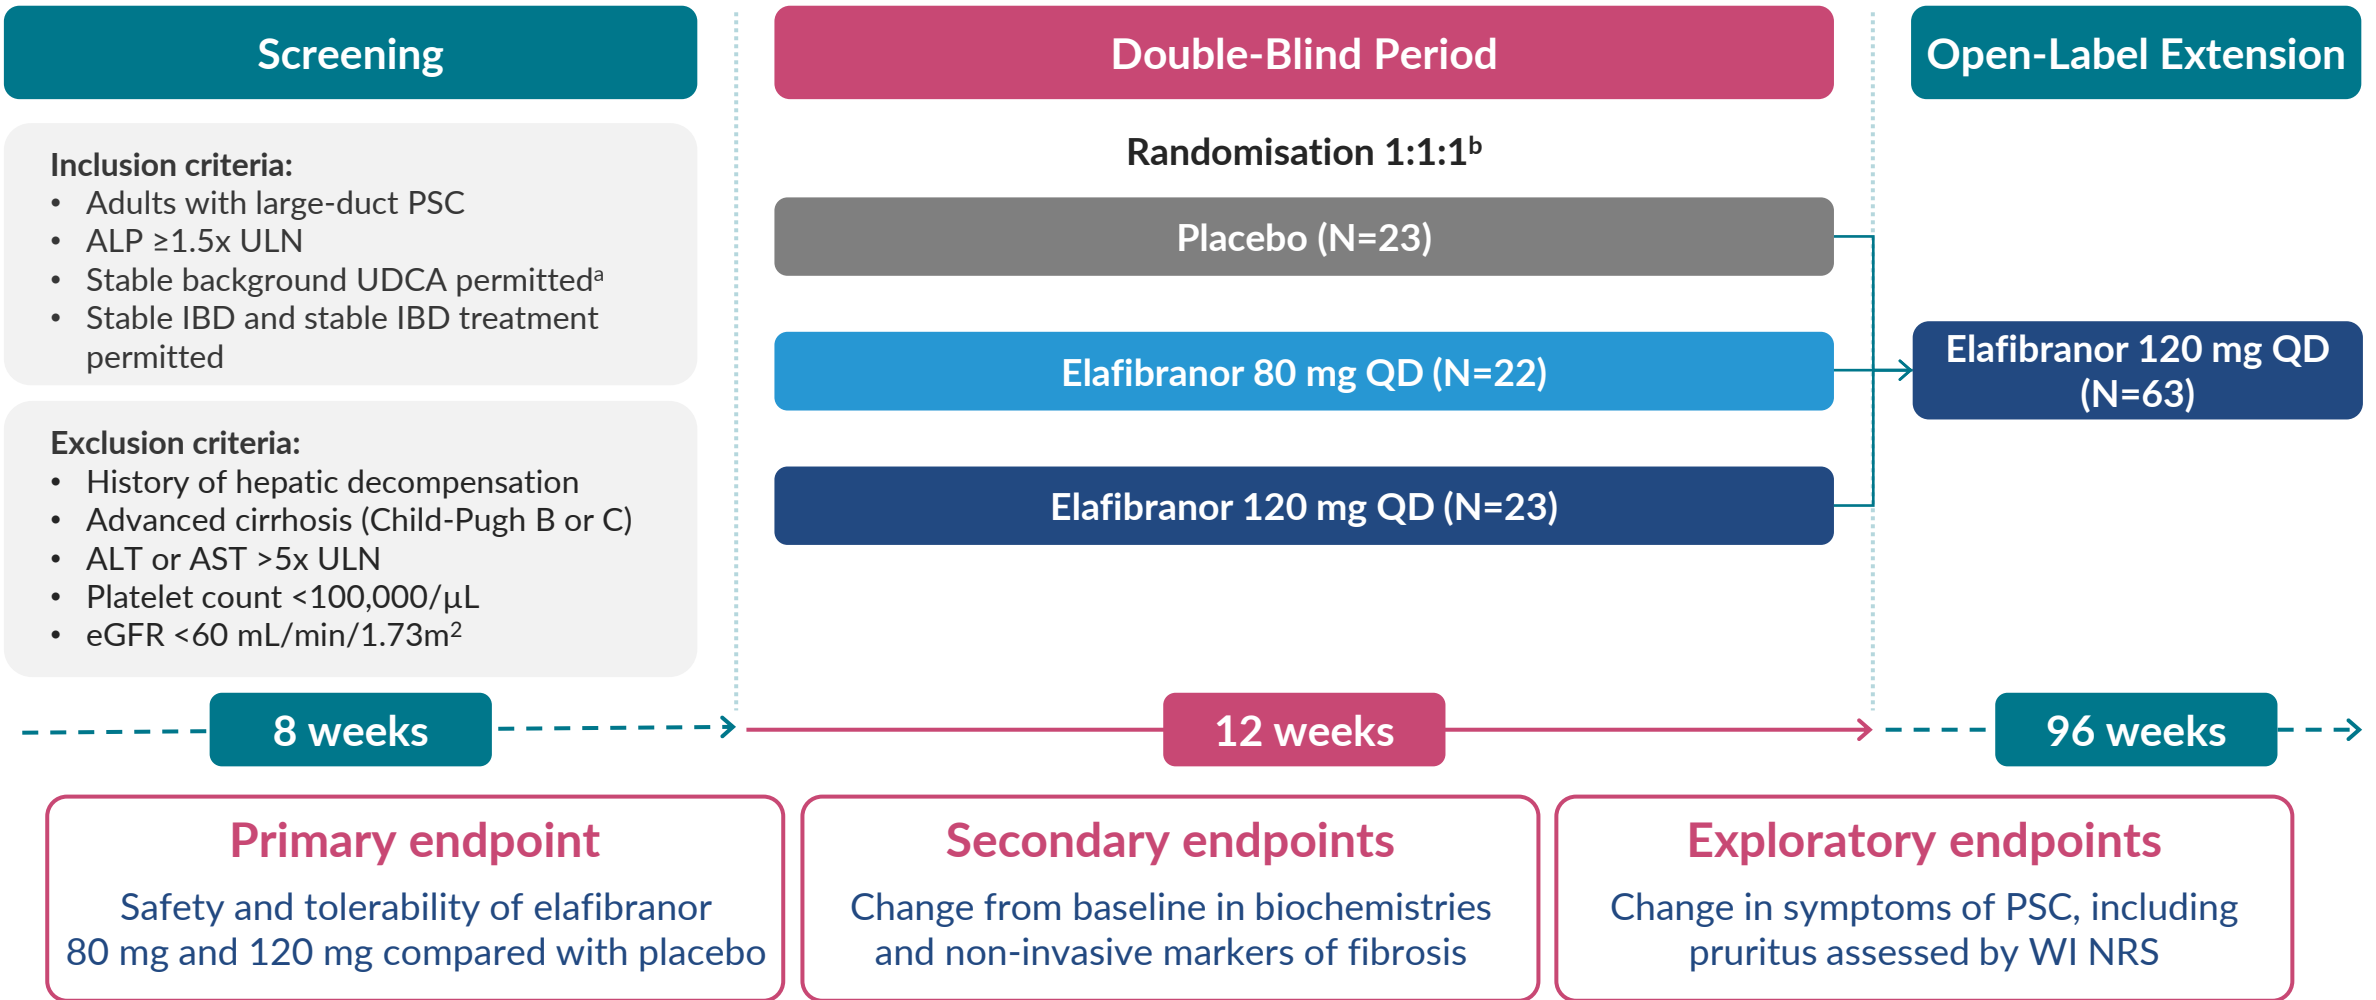 Screening
Double-Blind Period
Open-Label Extension
Inclusion criteria:
• Adults with large-duct PSC
• ALP ≥1.5x ULN
• Stable background UDCA permittedᵃ
• Stable IBD and stable IBD treatment
permitted
Exclusion criteria:
• History of hepatic decompensation
• Advanced cirrhosis (Child-Pugh B or C)
• ALT or AST >5x ULN
• Platelet count <100,000/µL
• eGFR <60 mL/min/1.73m²
Randomisation 1:1:1ᵇ
Placebo (N=23)
Elafibranor 80 mg QD (N=22)
Elafibranor 120 mg QD (N=23)
Elafibranor 120 mg QD
(N=63)
8 weeks
12 weeks
96 weeks
Primary endpoint
Safety and tolerability of elafibranor
80 mg and 120 mg compared with placebo
Secondary endpoints
Change from baseline in biochemistries
and non-invasive markers of fibrosis
Exploratory endpoints
Change in symptoms of PSC, including
pruritus assessed by WI NRS